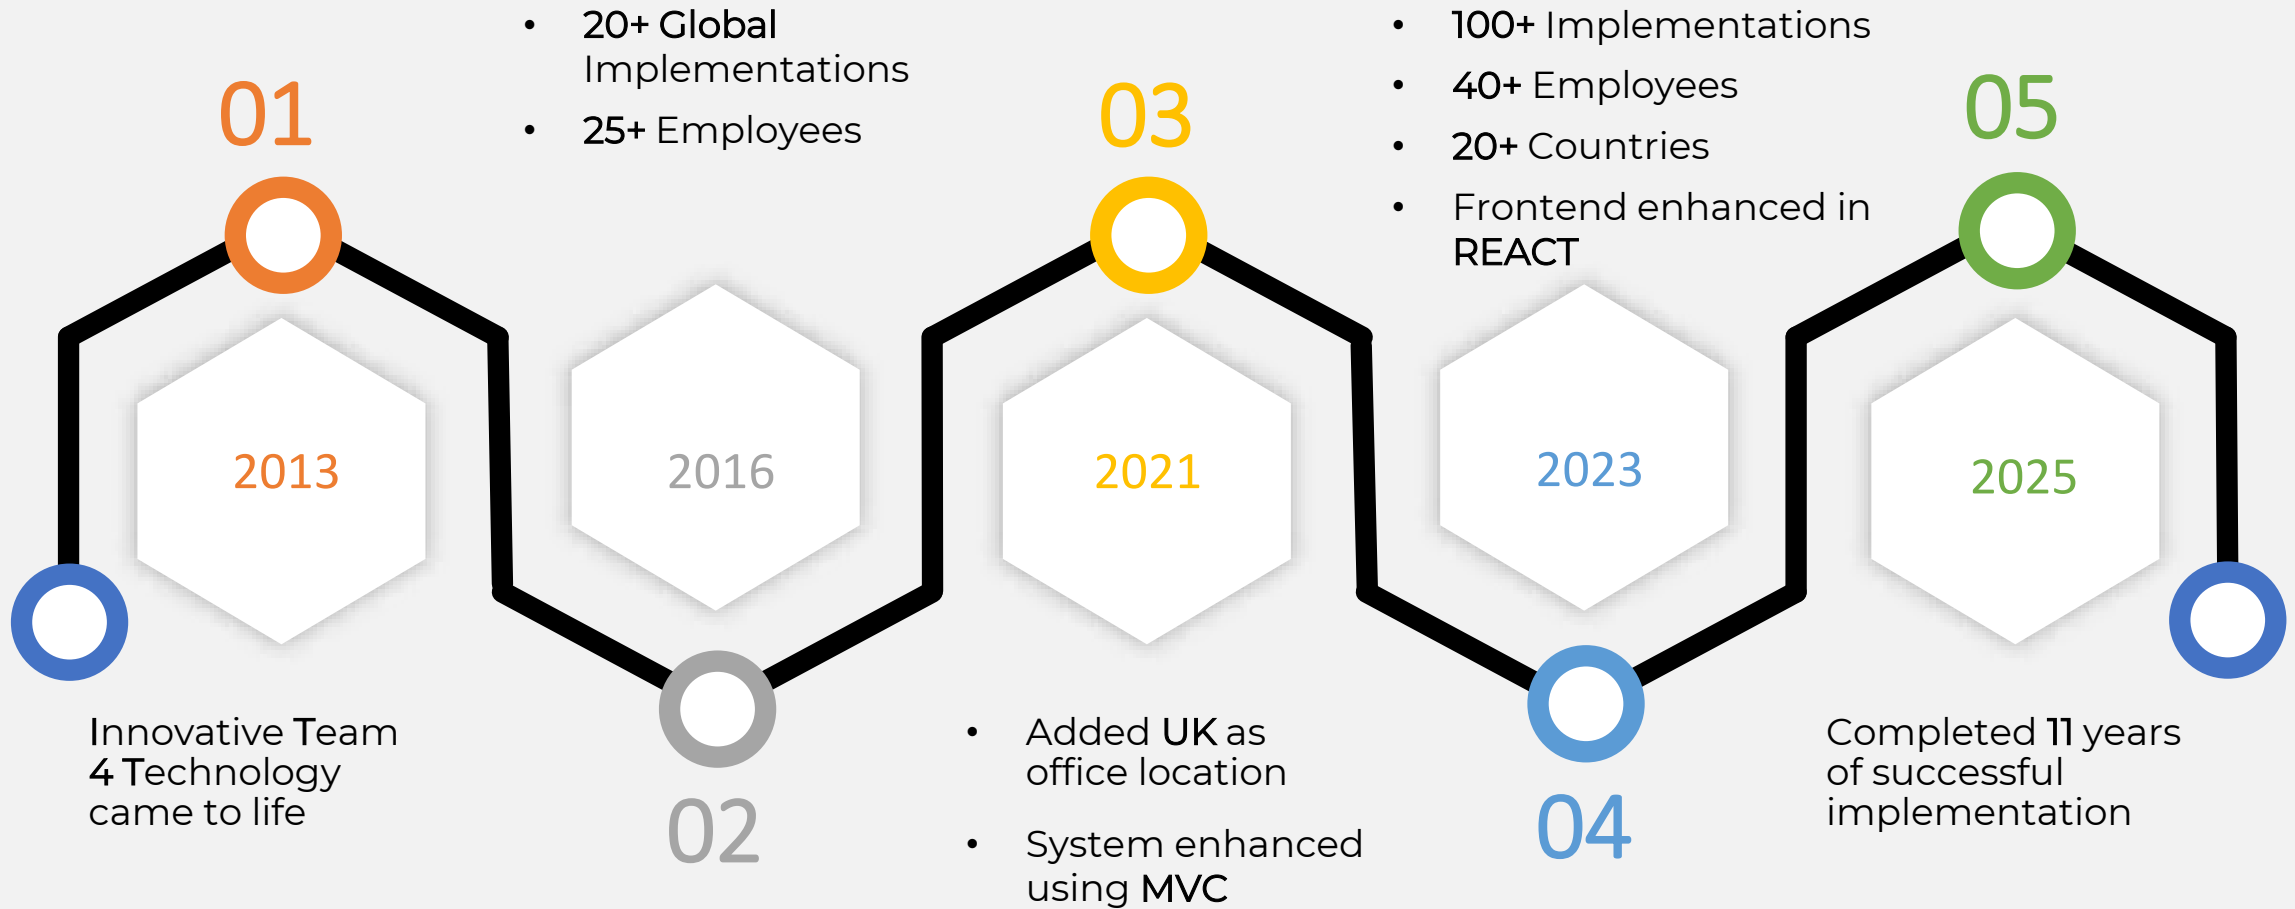 01
2013
Innovative Team
4 Technology
came to life
• 20+ Global
Implementations
• 25+ Employees
2016
02
03
2021
• Added UK as
office location
• System enhanced
using MVC
• 100+ Implementations
• 40+ Employees
• 20+ Countries
• Frontend enhanced in
REACT
2023
04
05
2025
Completed 11 years
of successful
implementation